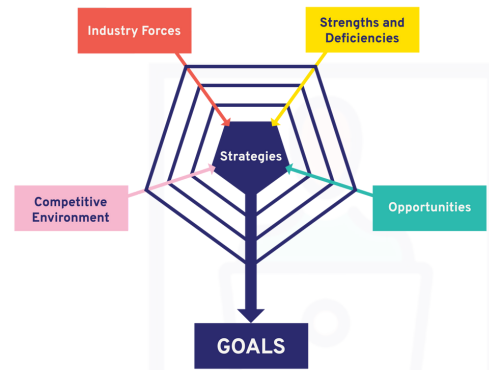 Industry Forces
Strengths and
Deficiencies
Strategies
Competitive
Environment
Opportunities
GOALS